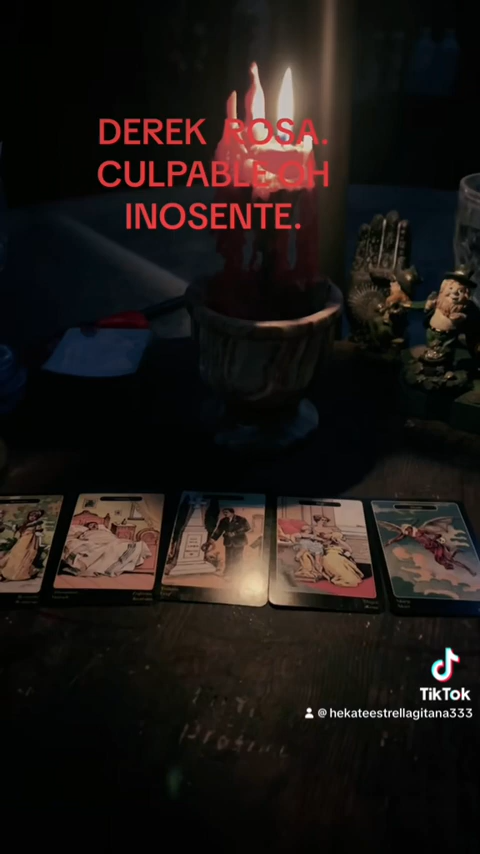 DEREK ROSA.
CULPABLE OH
INOSENTE.
TikTok
@hekateestrellagitana333